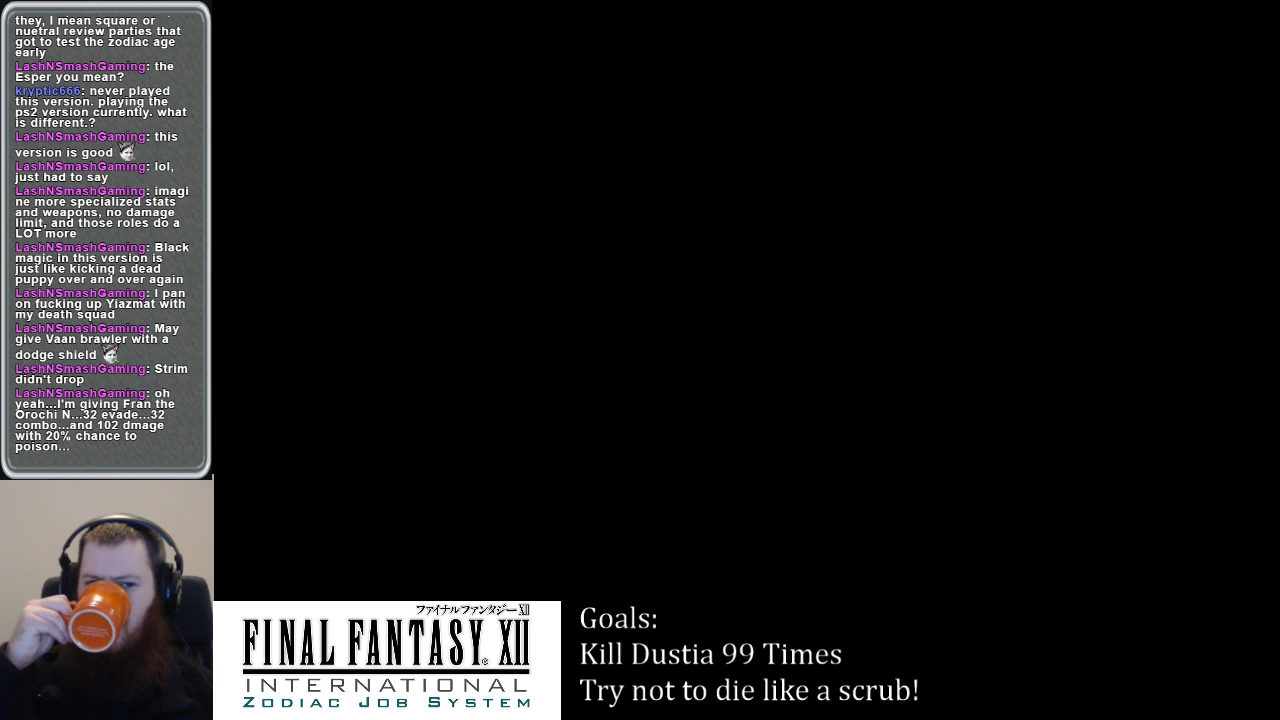 they, I mean square or
nuetral review parties that
got to test the zodiac age
early
LashNSmashGaming: the
Esper you mean?
kryptic666: never played
this version. playing the
ps2 version currently. what
is different.?
LashNSmashGaming: this
version is good
LashNSmashGaming: lol,
just had to say
LashNSmashGaming: imagi
ne more specialized stats
and weapons, no damage
limit, and those roles do a
LOT more
LashNSmashGaming: Black
magic in this version is
just like kicking a dead
puppy over and over again
LashNSmashGaming: I pan
on fucking up Yiazmat with
my death squad
LashNSmashGaming: May
give Vaan brawler with a
dodge shield
LashNSmashGaming: Strim
didn't drop
LashNSmashGaming: oh
yeah...I'm giving Fran the
Orochi N...32 evade...32
combo...and 102 dmage
with 20% chance to
poison...
ファイナルファンタジーXII
FINAL FANTASY XII
INTERNATIONAL
ZODIAC JOB SYSTEM
Goals:
Kill Dustia 99 Times
Try not to die like a scrub!